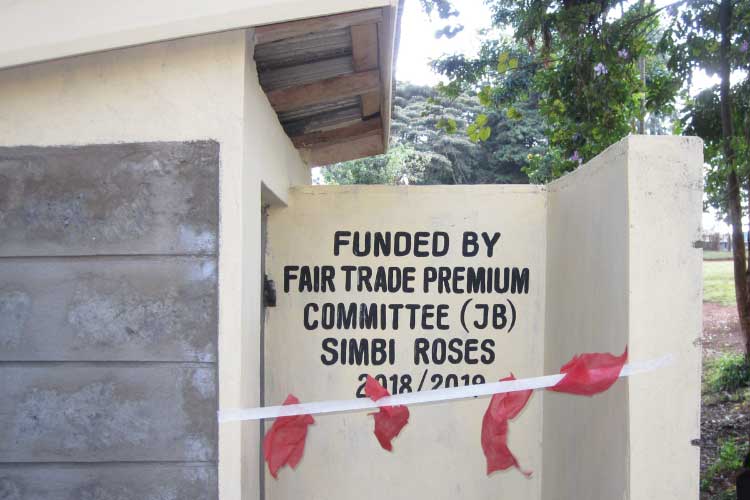 FUNDED BY
FAIR TRADE PREMIUM
COMMITTEE (JB)
SIMBI ROSES
2018/2019